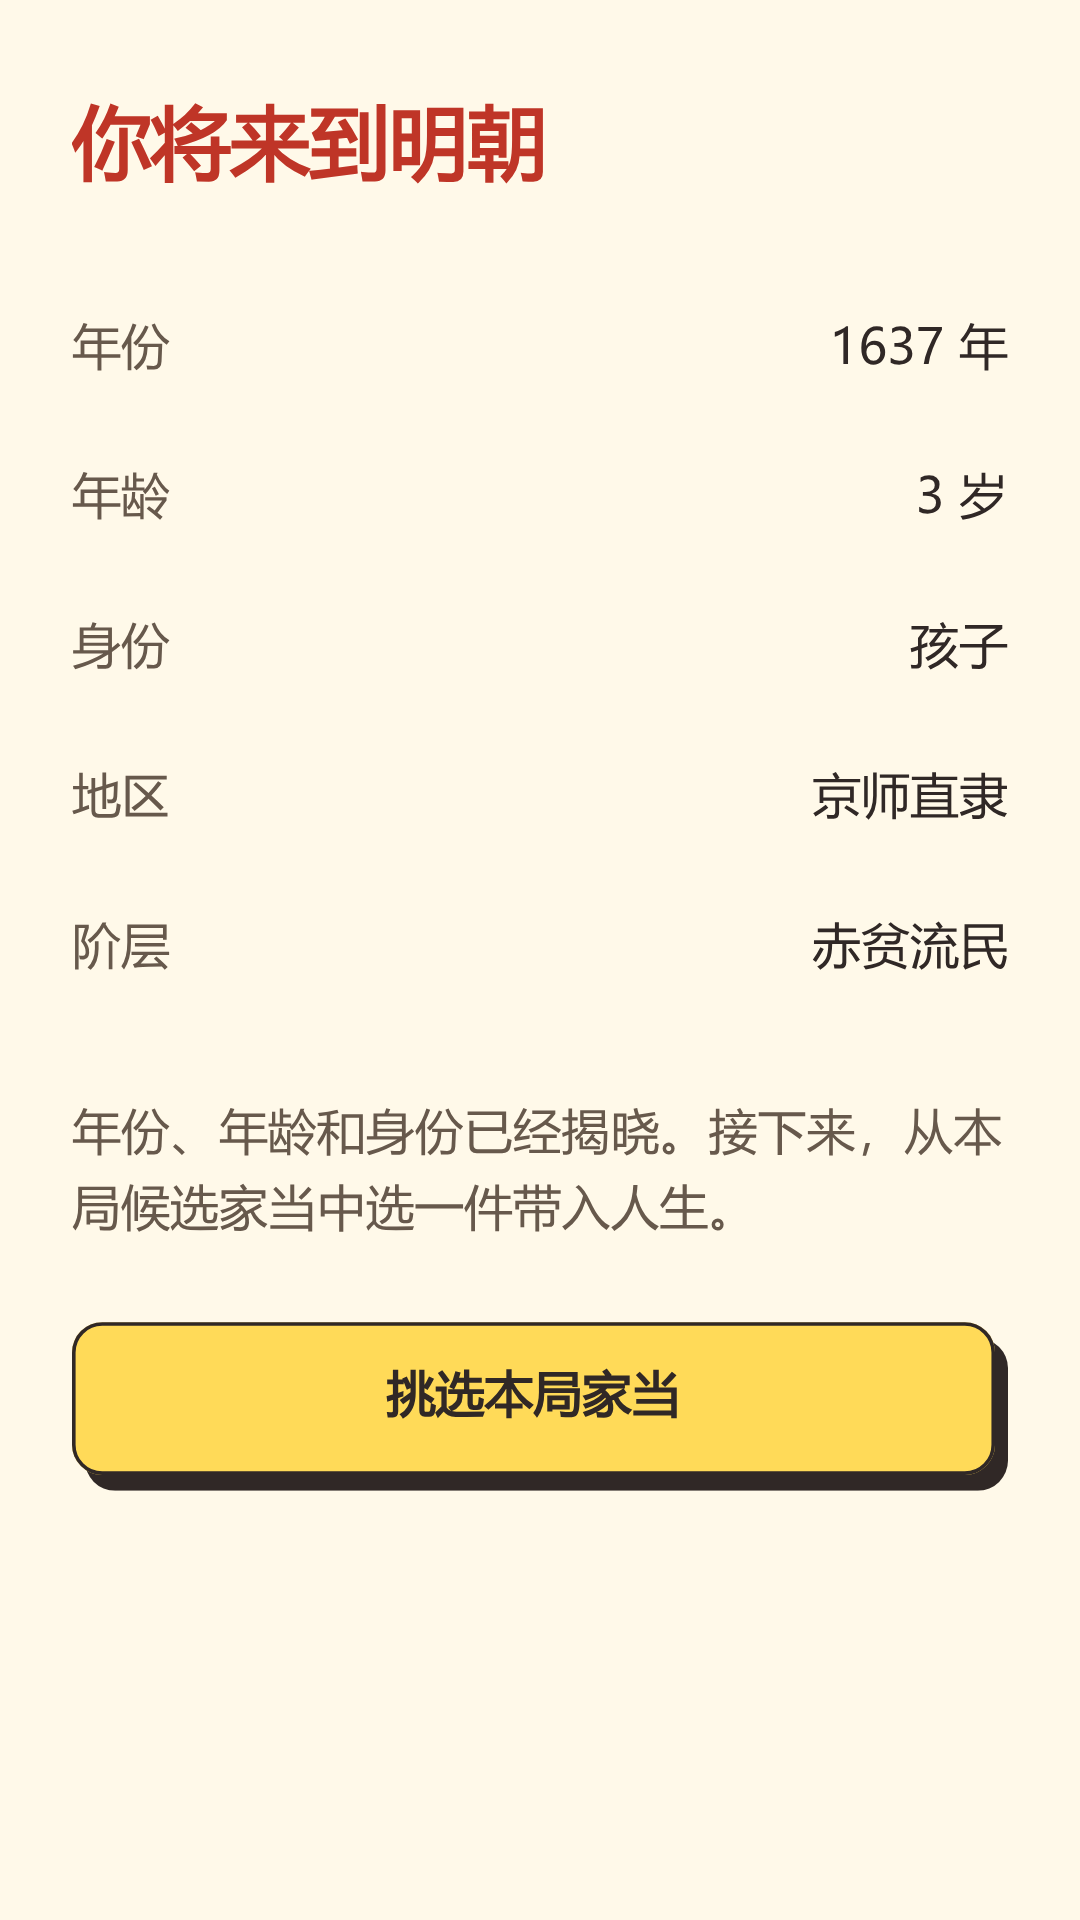 你将来到明朝
年份 1637 年
年龄 3 岁
身份 孩子
地区 京师直隶
阶层 赤贫流民
年份、年龄和身份已经揭晓。接下来，从本
局候选家当中选一件带入人生。
挑选本局家当